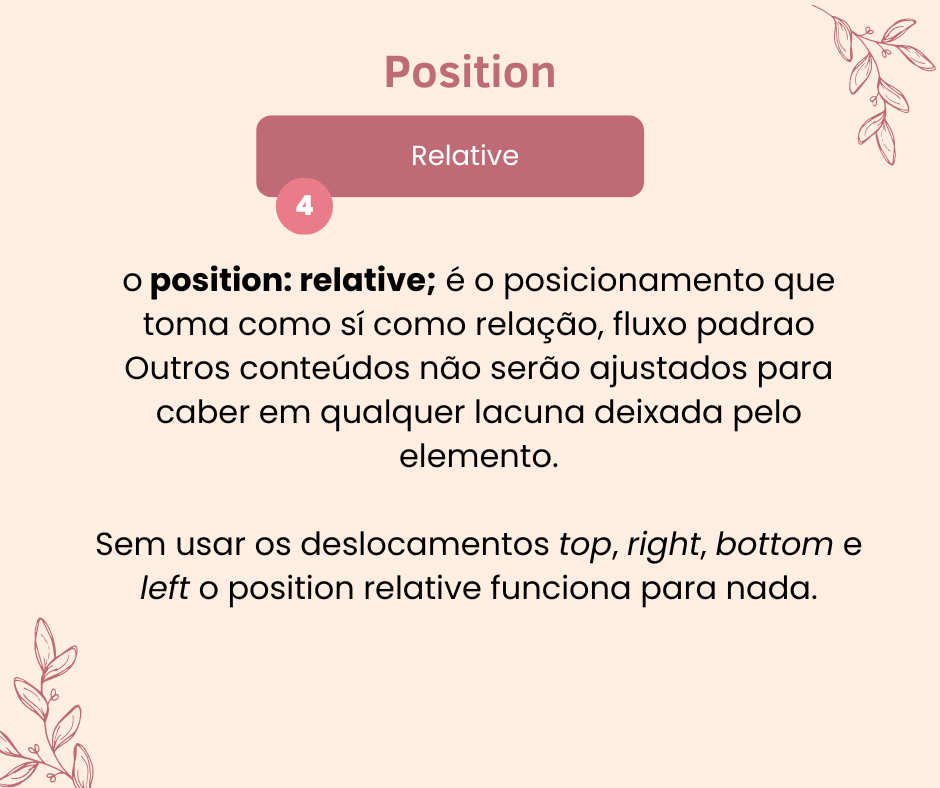 Position
Relative
4
o position: relative; é o posicionamento que
toma como sí como relação, fluxo padrao
Outros conteúdos não serão ajustados para
caber em qualquer lacuna deixada pelo
elemento.
Sem usar os deslocamentos top, right, bottom e
left o position relative funciona para nada.